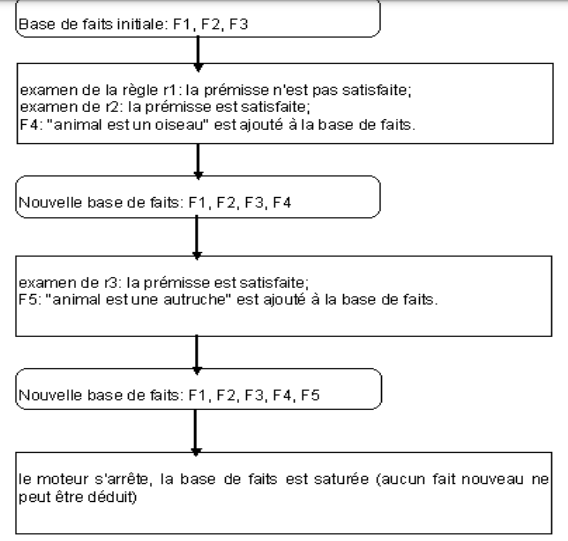 Base de faits initiale: F1, F2, F3
examen de la règle r1: la prémisse n'est pas satisfaite;
examen de r2: la prémisse est satisfaite;
F4: "animal est un oiseau" est ajouté à la base de faits.
Nouvelle base de faits: F1, F2, F3, F4
examen de r3: la prémisse est satisfaite;
F5: "animal est une autruche" est ajouté à la base de faits.
Nouvelle base de faits: F1, F2, F3, F4, F5
le moteur s'arrête, la base de faits est saturée (aucun fait nouveau ne
peut être déduit)